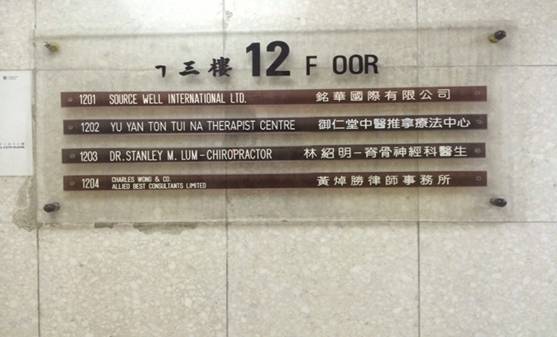 三樓 12 F OOR
1201 SOURCE WELL INTERNATIONAL LTD. 銘華國際有限公司
1202 YU YAN TON TUI NA THERAPIST CENTRE 御仁堂中醫推拿療法中心
1203 DR. STANLEY M. LUM - CHIROPRACTOR 林紹明-脊骨神經科醫生
1204 CHARLES WONG & CO. ALLIED BEST CONSULTANTS LIMITED 黃焯勝律師事務所